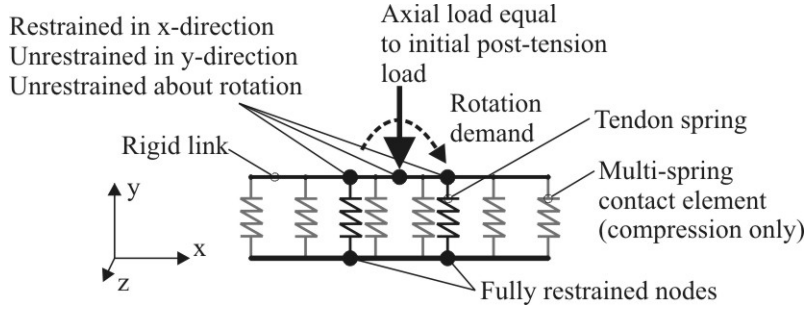 Restrained in x-direction
Unrestrained in y-direction
Unrestrained about rotation
Axial load equal
to initial post-tension
load
Rotation
demand
Tendon spring
Rigid link
Multi-spring
contact element
(compression only)
y
x
z
Fully restrained nodes